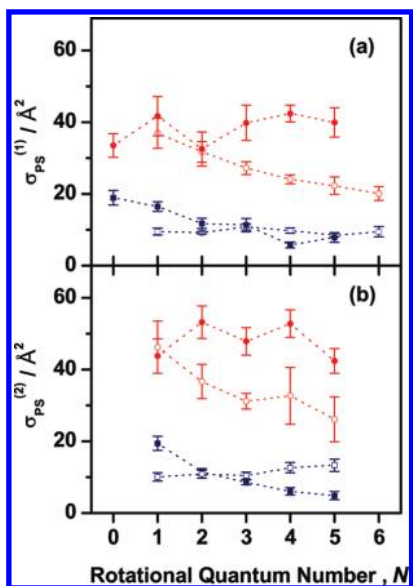 (a)
σPS(1) / Å2
60
40
20
0
(b)
σPS(2) / Å2
60
40
20
0
0 1 2 3 4 5 6
Rotational Quantum Number , N